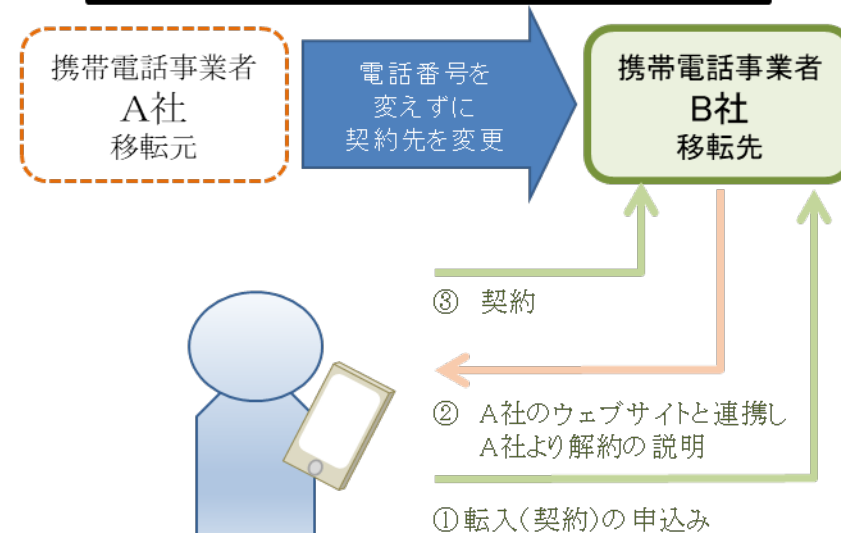 携帯電話事業者
A社
移転元
電話番号を
変えずに
契約先を変更
携帯電話事業者
B社
移転先
③ 契約
② A社のウェブサイトと連携し
A社より解約の説明
①転入(契約)の申込み